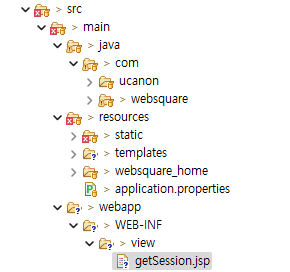 > src
> main
> java
> com
> ucanon
> websquare
> resources
> static
> templates
> websquare_home
> application.properties
> webapp
> WEB-INF
> view
getSession.jsp